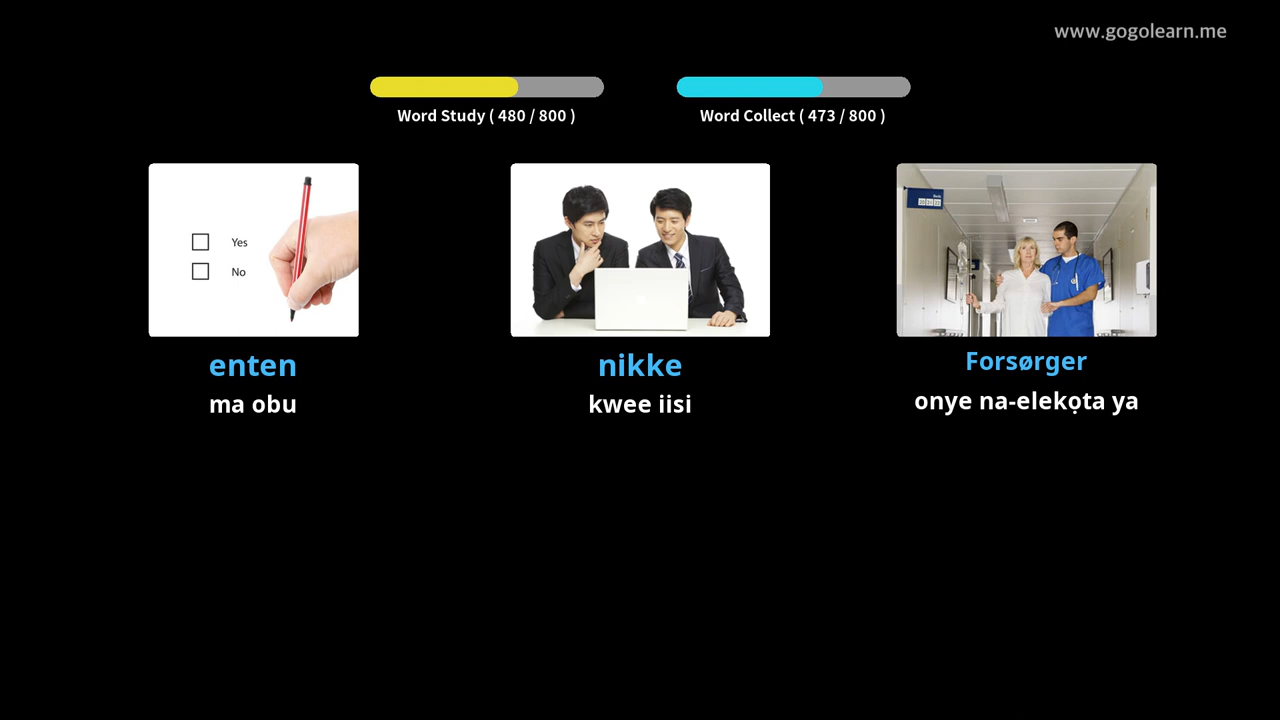 www.gogolearn.me
Word Study ( 480 / 800 )
Word Collect ( 473 / 800 )
Yes
No
enten
ma obu
nikke
kwee iisi
Forsørger
onye na-elekọta ya